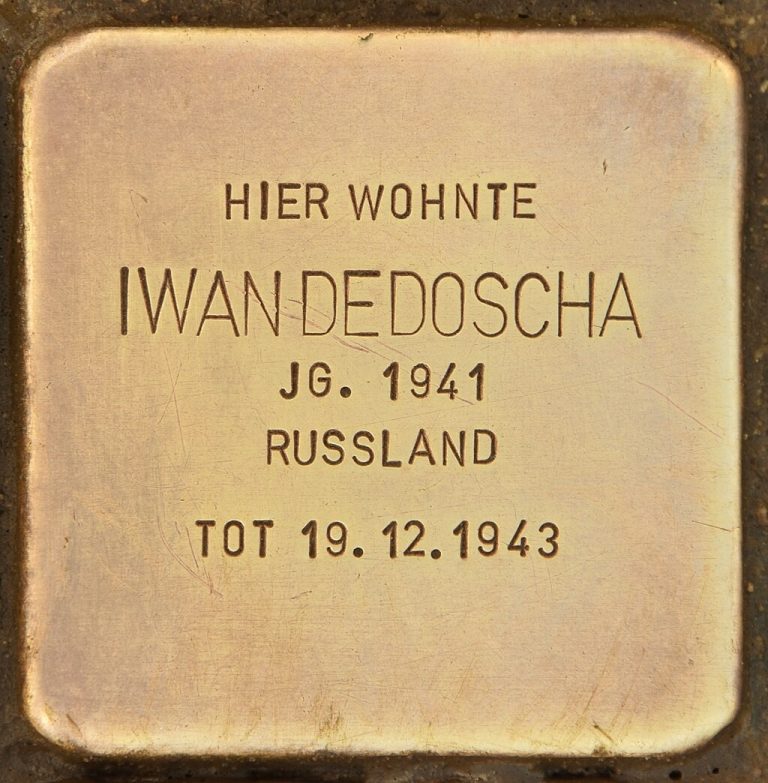 HIER WOHNTE
IWAN DEDOSCHA
JG. 1941
RUSSLAND
TOT 19.12.1943